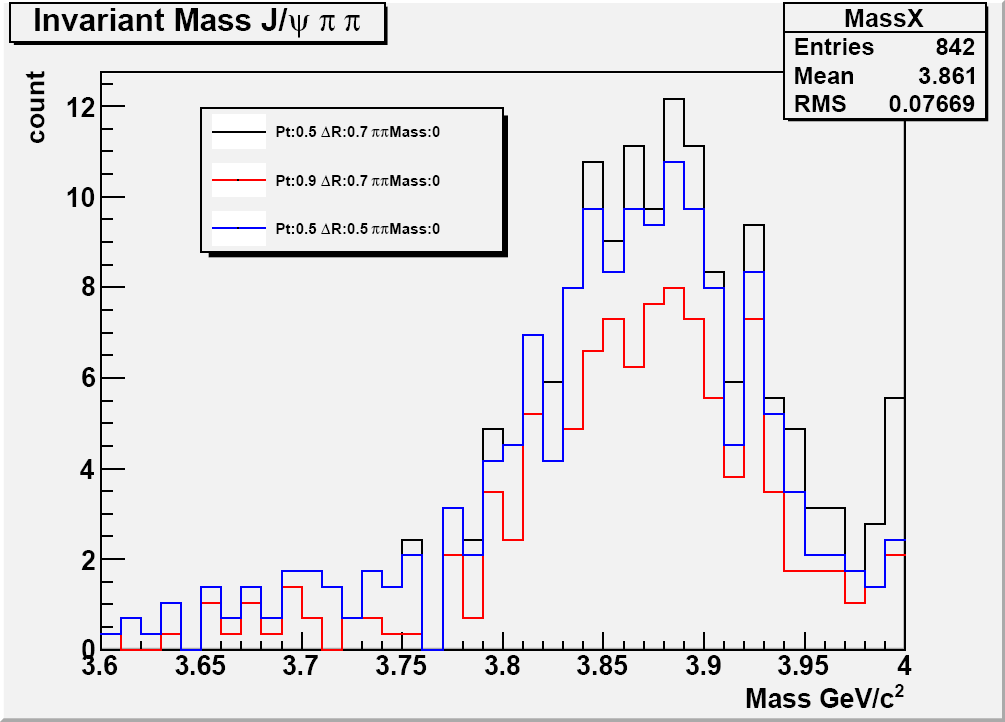 Invariant Mass J/ψ π π
MassX
Entries 842
Mean 3.861
RMS 0.07669
count
Pt:0.5 ΔR:0.7 ππMass:0
Pt:0.9 ΔR:0.7 ππMass:0
Pt:0.5 ΔR:0.5 ππMass:0
12
10
8
6
4
2
0
3.6 3.65 3.7 3.75 3.8 3.85 3.9 3.95 4
Mass GeV/c²